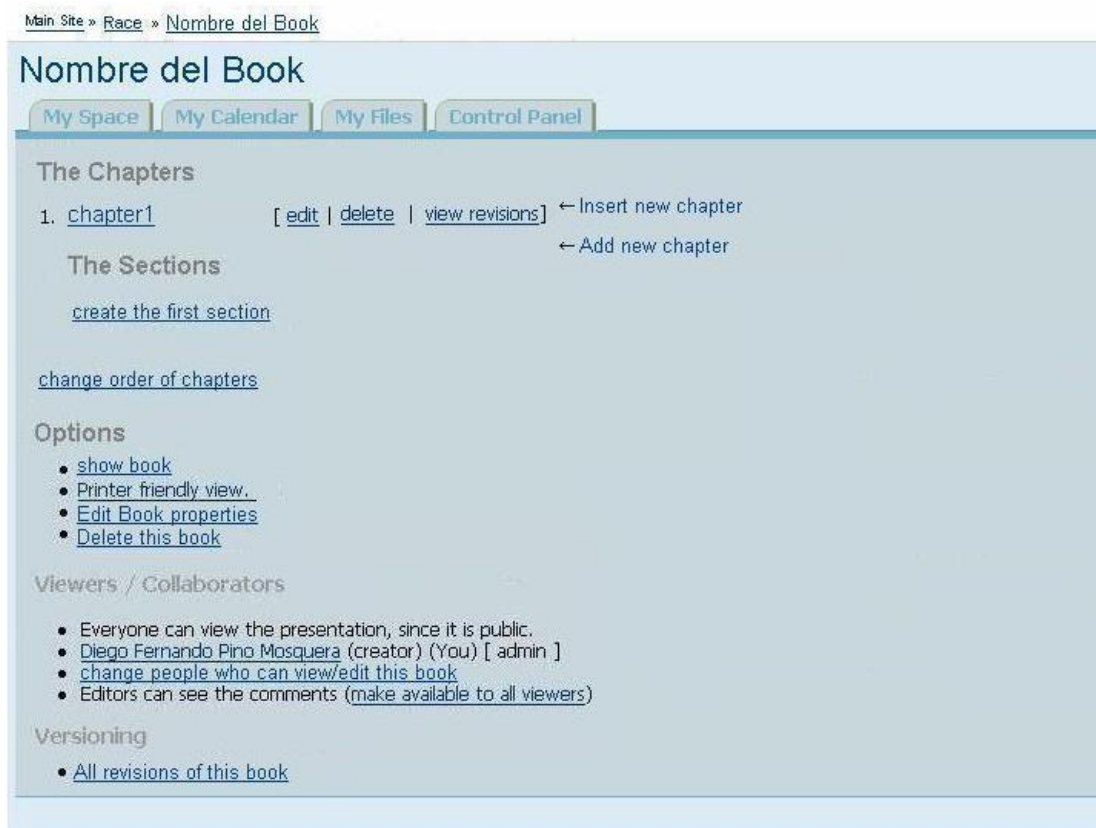 Main Site » Race » Nombre del Book
Nombre del Book
My Space My Calendar My Files Control Panel
The Chapters
1. chapter1 [ edit | delete | view revisions] ←Insert new chapter
←Add new chapter
The Sections
create the first section
change order of chapters
Options
• show book
• Printer friendly view.
• Edit Book properties
• Delete this book
Viewers / Collaborators
• Everyone can view the presentation, since it is public.
• Diego Fernando Pino Mosquera (creator) (You) [ admin ]
• change people who can view/edit this book
• Editors can see the comments (make available to all viewers)
Versioning
• All revisions of this book